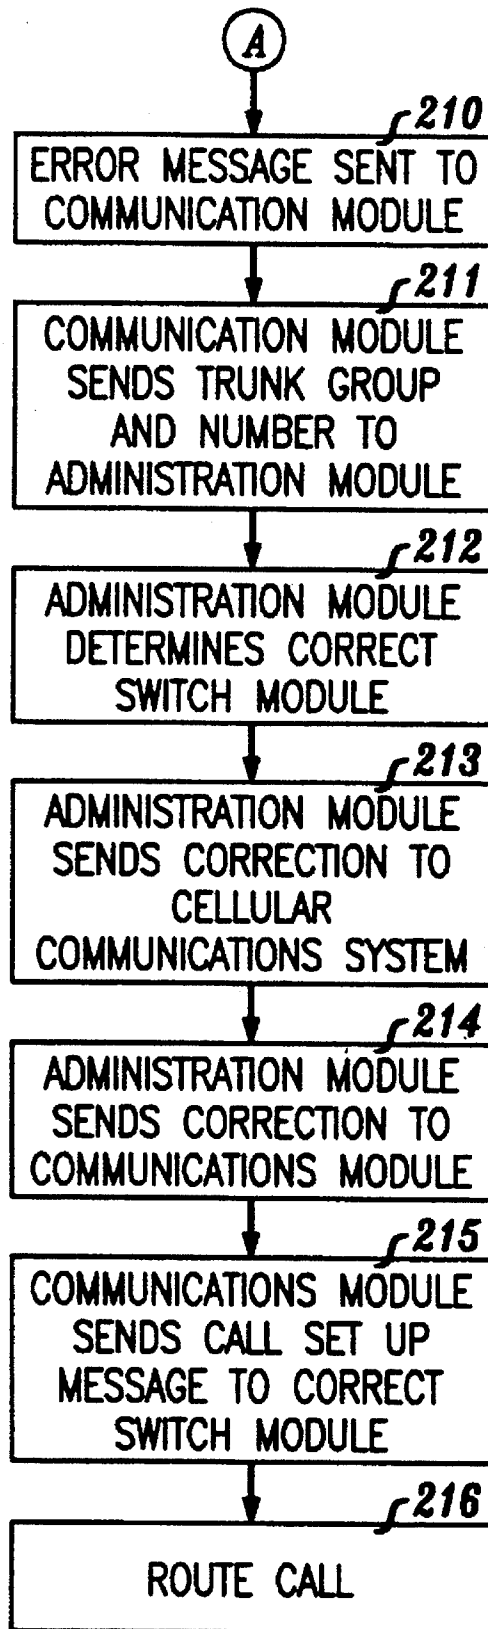 A
210
ERROR MESSAGE SENT TO
COMMUNICATION MODULE
211
COMMUNICATION MODULE
SENDS TRUNK GROUP
AND NUMBER TO
ADMINISTRATION MODULE
212
ADMINISTRATION MODULE
DETERMINES CORRECT
SWITCH MODULE
213
ADMINISTRATION MODULE
SENDS CORRECTION TO
CELLULAR
COMMUNICATIONS SYSTEM
214
ADMINISTRATION MODULE
SENDS CORRECTION TO
COMMUNICATIONS MODULE
215
COMMUNICATIONS MODULE
SENDS CALL SET UP
MESSAGE TO CORRECT
SWITCH MODULE
216
ROUTE CALL